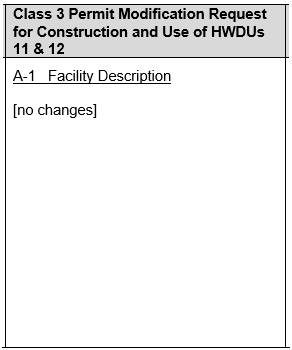 Class 3 Permit Modification Request
for Construction and Use of HWDUs
11 & 12
A-1 Facility Description
[no changes]